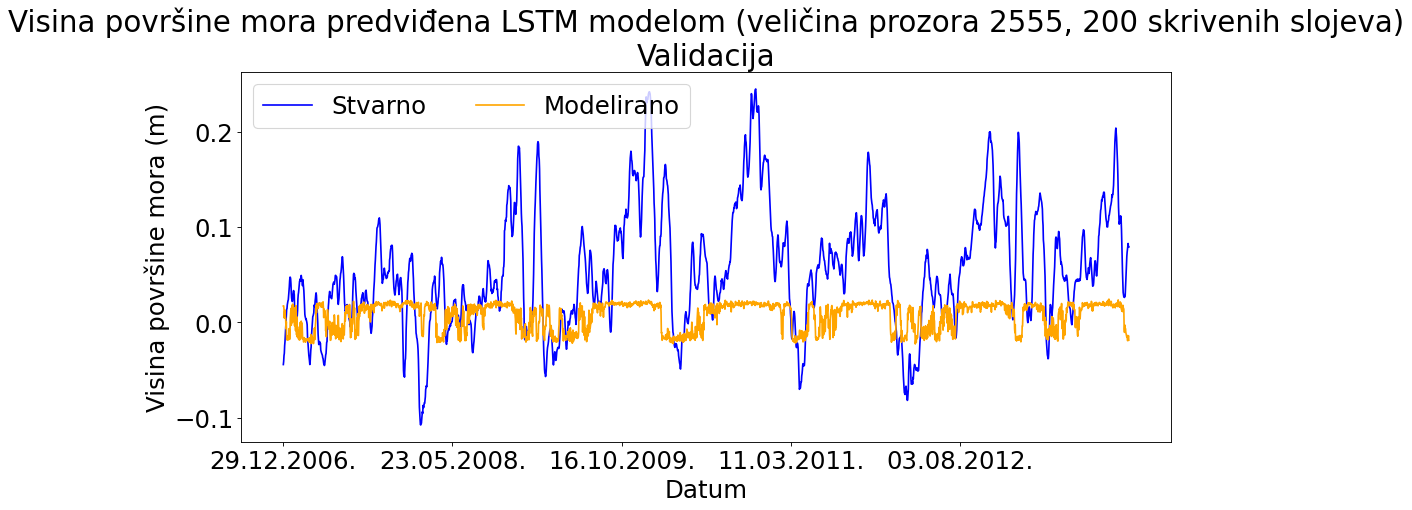 Visina površine mora predviđena LSTM modelom (veličina prozora 2555, 200 skrivenih slojeva)
Validacija
Stvarno Modelirano
Visina površine mora (m)
0.2
0.1
0.0
−0.1
29.12.2006. 23.05.2008. 16.10.2009. 11.03.2011. 03.08.2012.
Datum